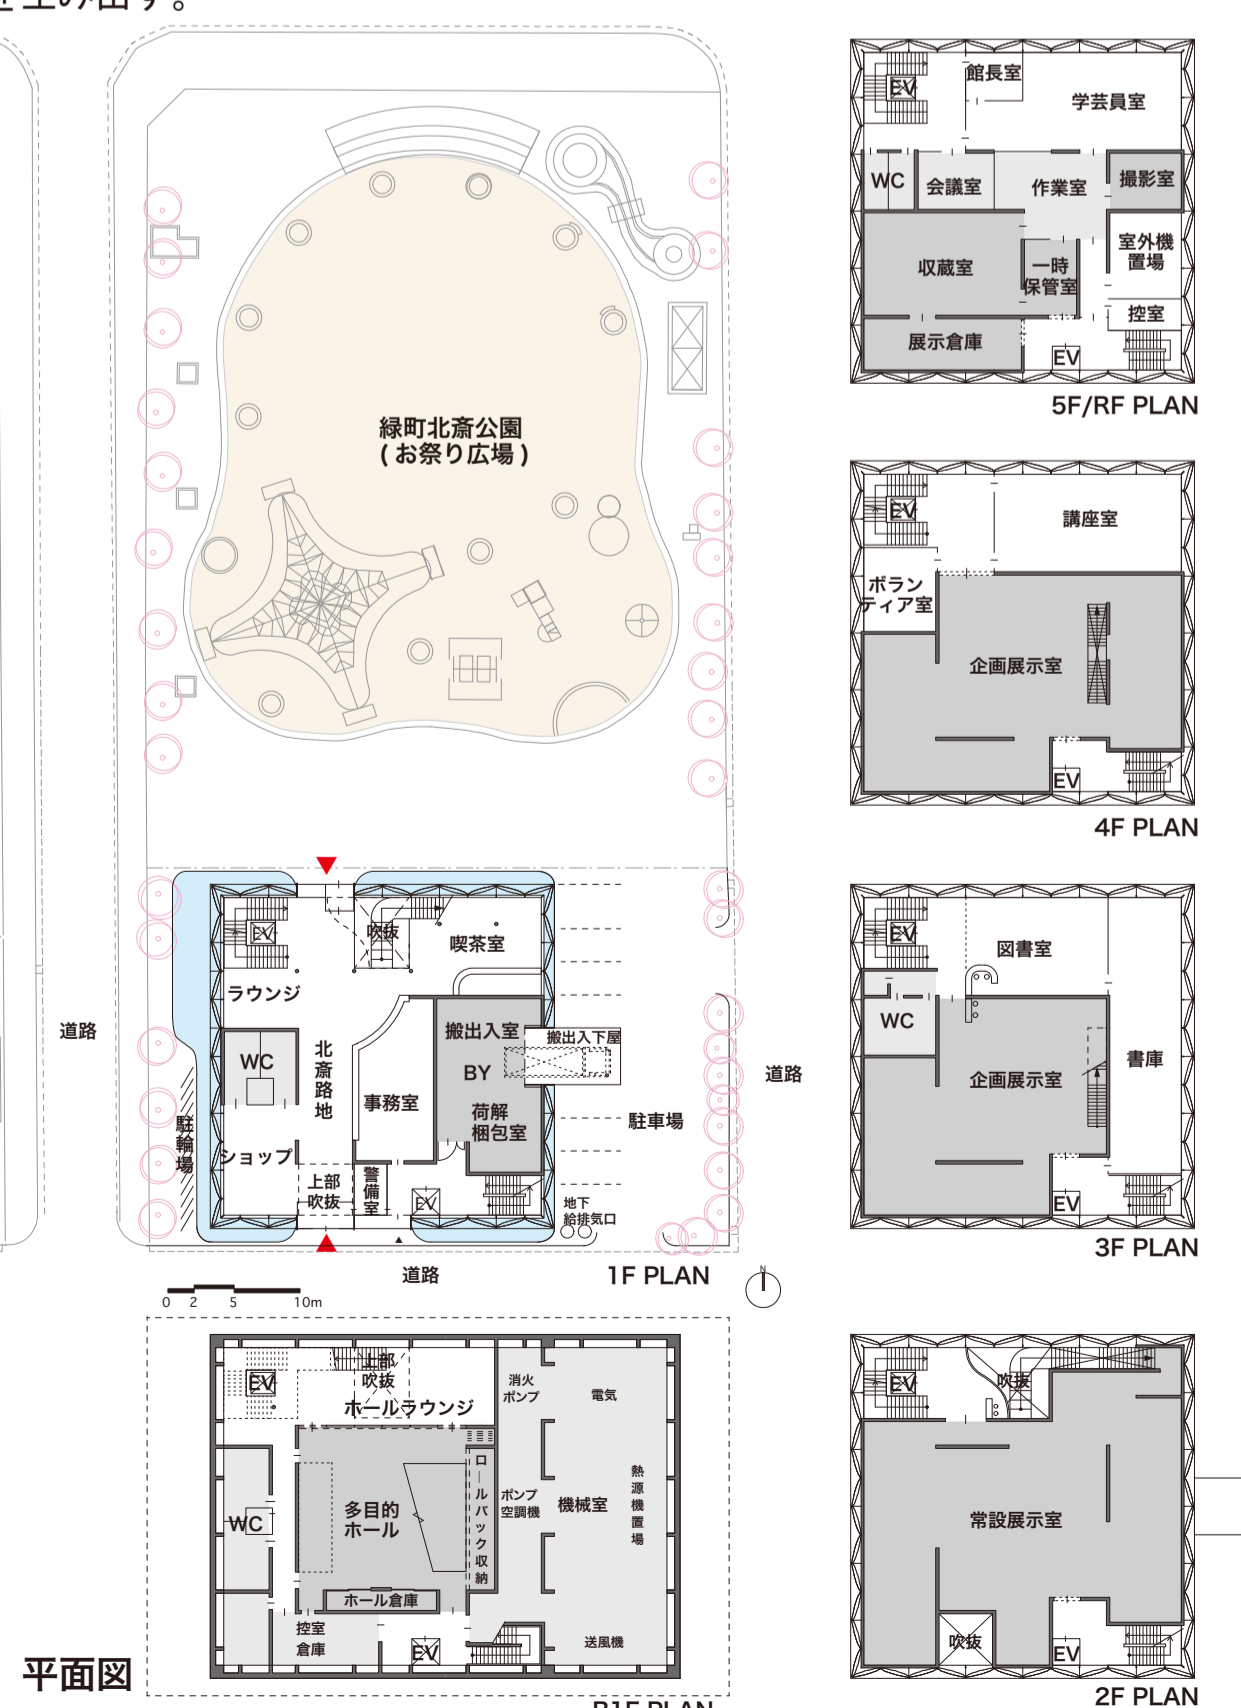 を生み出す。
緑町北斎公園
(お祭り広場)
道路
EV
吹抜
喫茶室
ラウンジ
WC
北斎路地
事務室
搬出入室
BY
荷解
梱包室
搬出入下屋
駐車場
道路
駐輪場
ショップ
上部
吹抜
警備室
EV
地下
給排気口
道路
1F PLAN
0 2 5 10m
N
EV
上部
吹抜
ホールラウンジ
消火
ポンプ
電気
WC
多目的
ホール
ロールバック収納
ポンプ
空調機
機械室
熱源機置場
ホール倉庫
控室
倉庫
EV
送風機
平面図
B1F PLAN
EV
館長室
学芸員室
WC
会議室
作業室
撮影室
収蔵室
一時
保管室
室外機
置場
控室
展示倉庫
EV
5F/RF PLAN
EV
講座室
ボラン
ティア室
企画展示室
EV
4F PLAN
EV
図書室
WC
企画展示室
書庫
EV
3F PLAN
EV
吹抜
常設展示室
吹抜
EV
2F PLAN